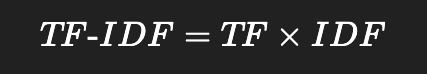 TF-IDF = TF × IDF